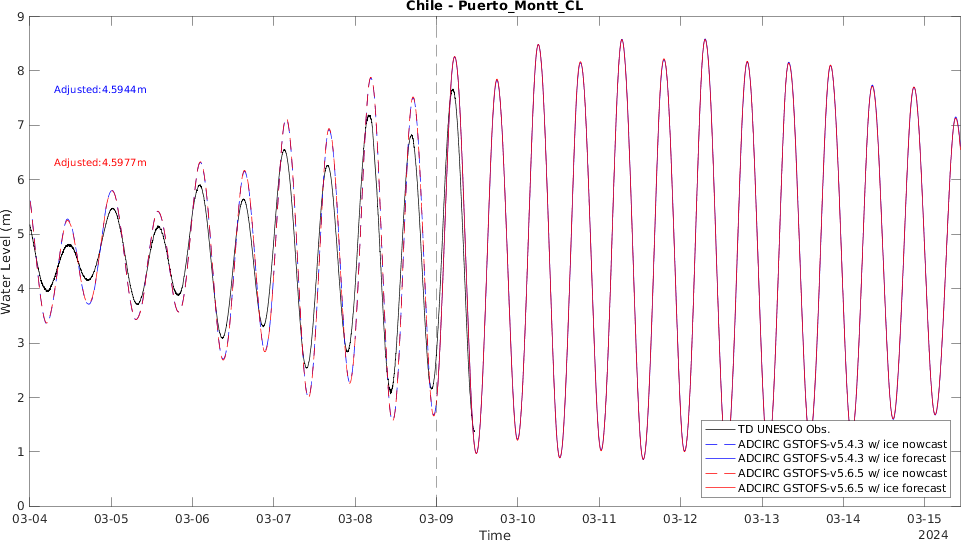 Chile - Puerto_Montt_CL
9
8
7
6
5
4
3
2
1
0
Water Level (m)
Adjusted:4.5944m
Adjusted:4.5977m
TD UNESCO Obs.
ADCIRC GSTOFS-v5.4.3 w/ ice nowcast
ADCIRC GSTOFS-v5.4.3 w/ ice forecast
ADCIRC GSTOFS-v5.6.5 w/ ice nowcast
ADCIRC GSTOFS-v5.6.5 w/ ice forecast
03-04 03-05 03-06 03-07 03-08 03-09 03-10 03-11 03-12 03-13 03-14 03-15
Time
2024